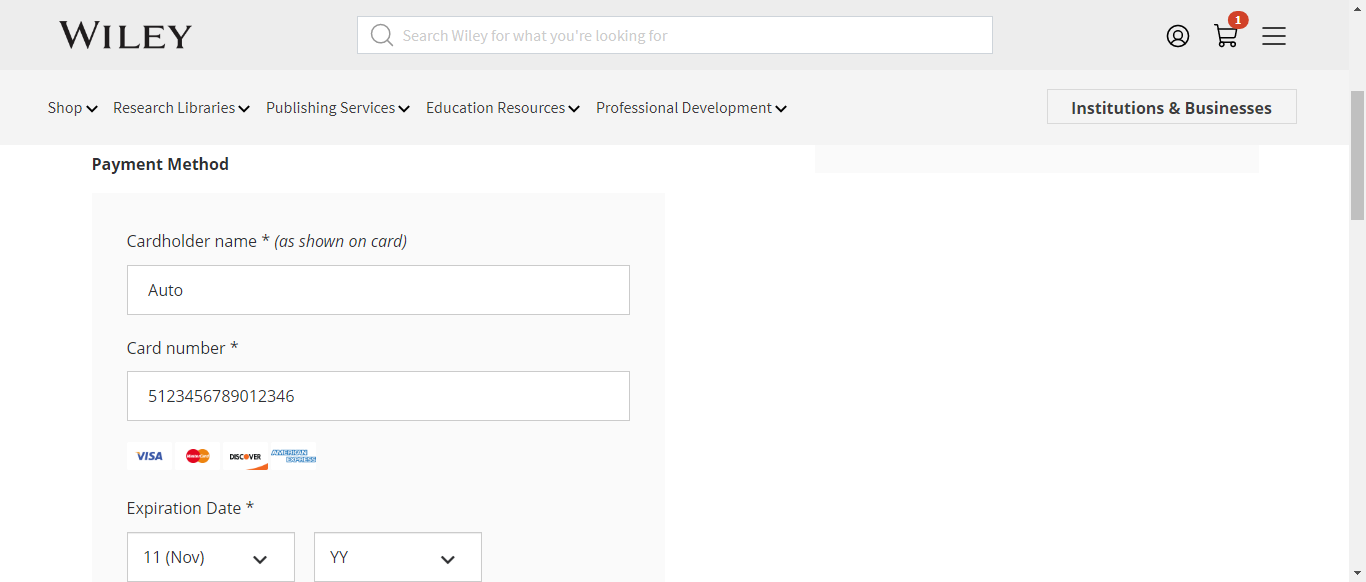 WILEY
Search Wiley for what you're looking for
1
Shop
Research Libraries
Publishing Services
Education Resources
Professional Development
Institutions & Businesses
Payment Method
Cardholder name * (as shown on card)
Auto
Card number *
5123456789012346
VISA
MasterCard
DISCOVER
AMERICAN EXPRESS
Expiration Date *
11 (Nov)
YY